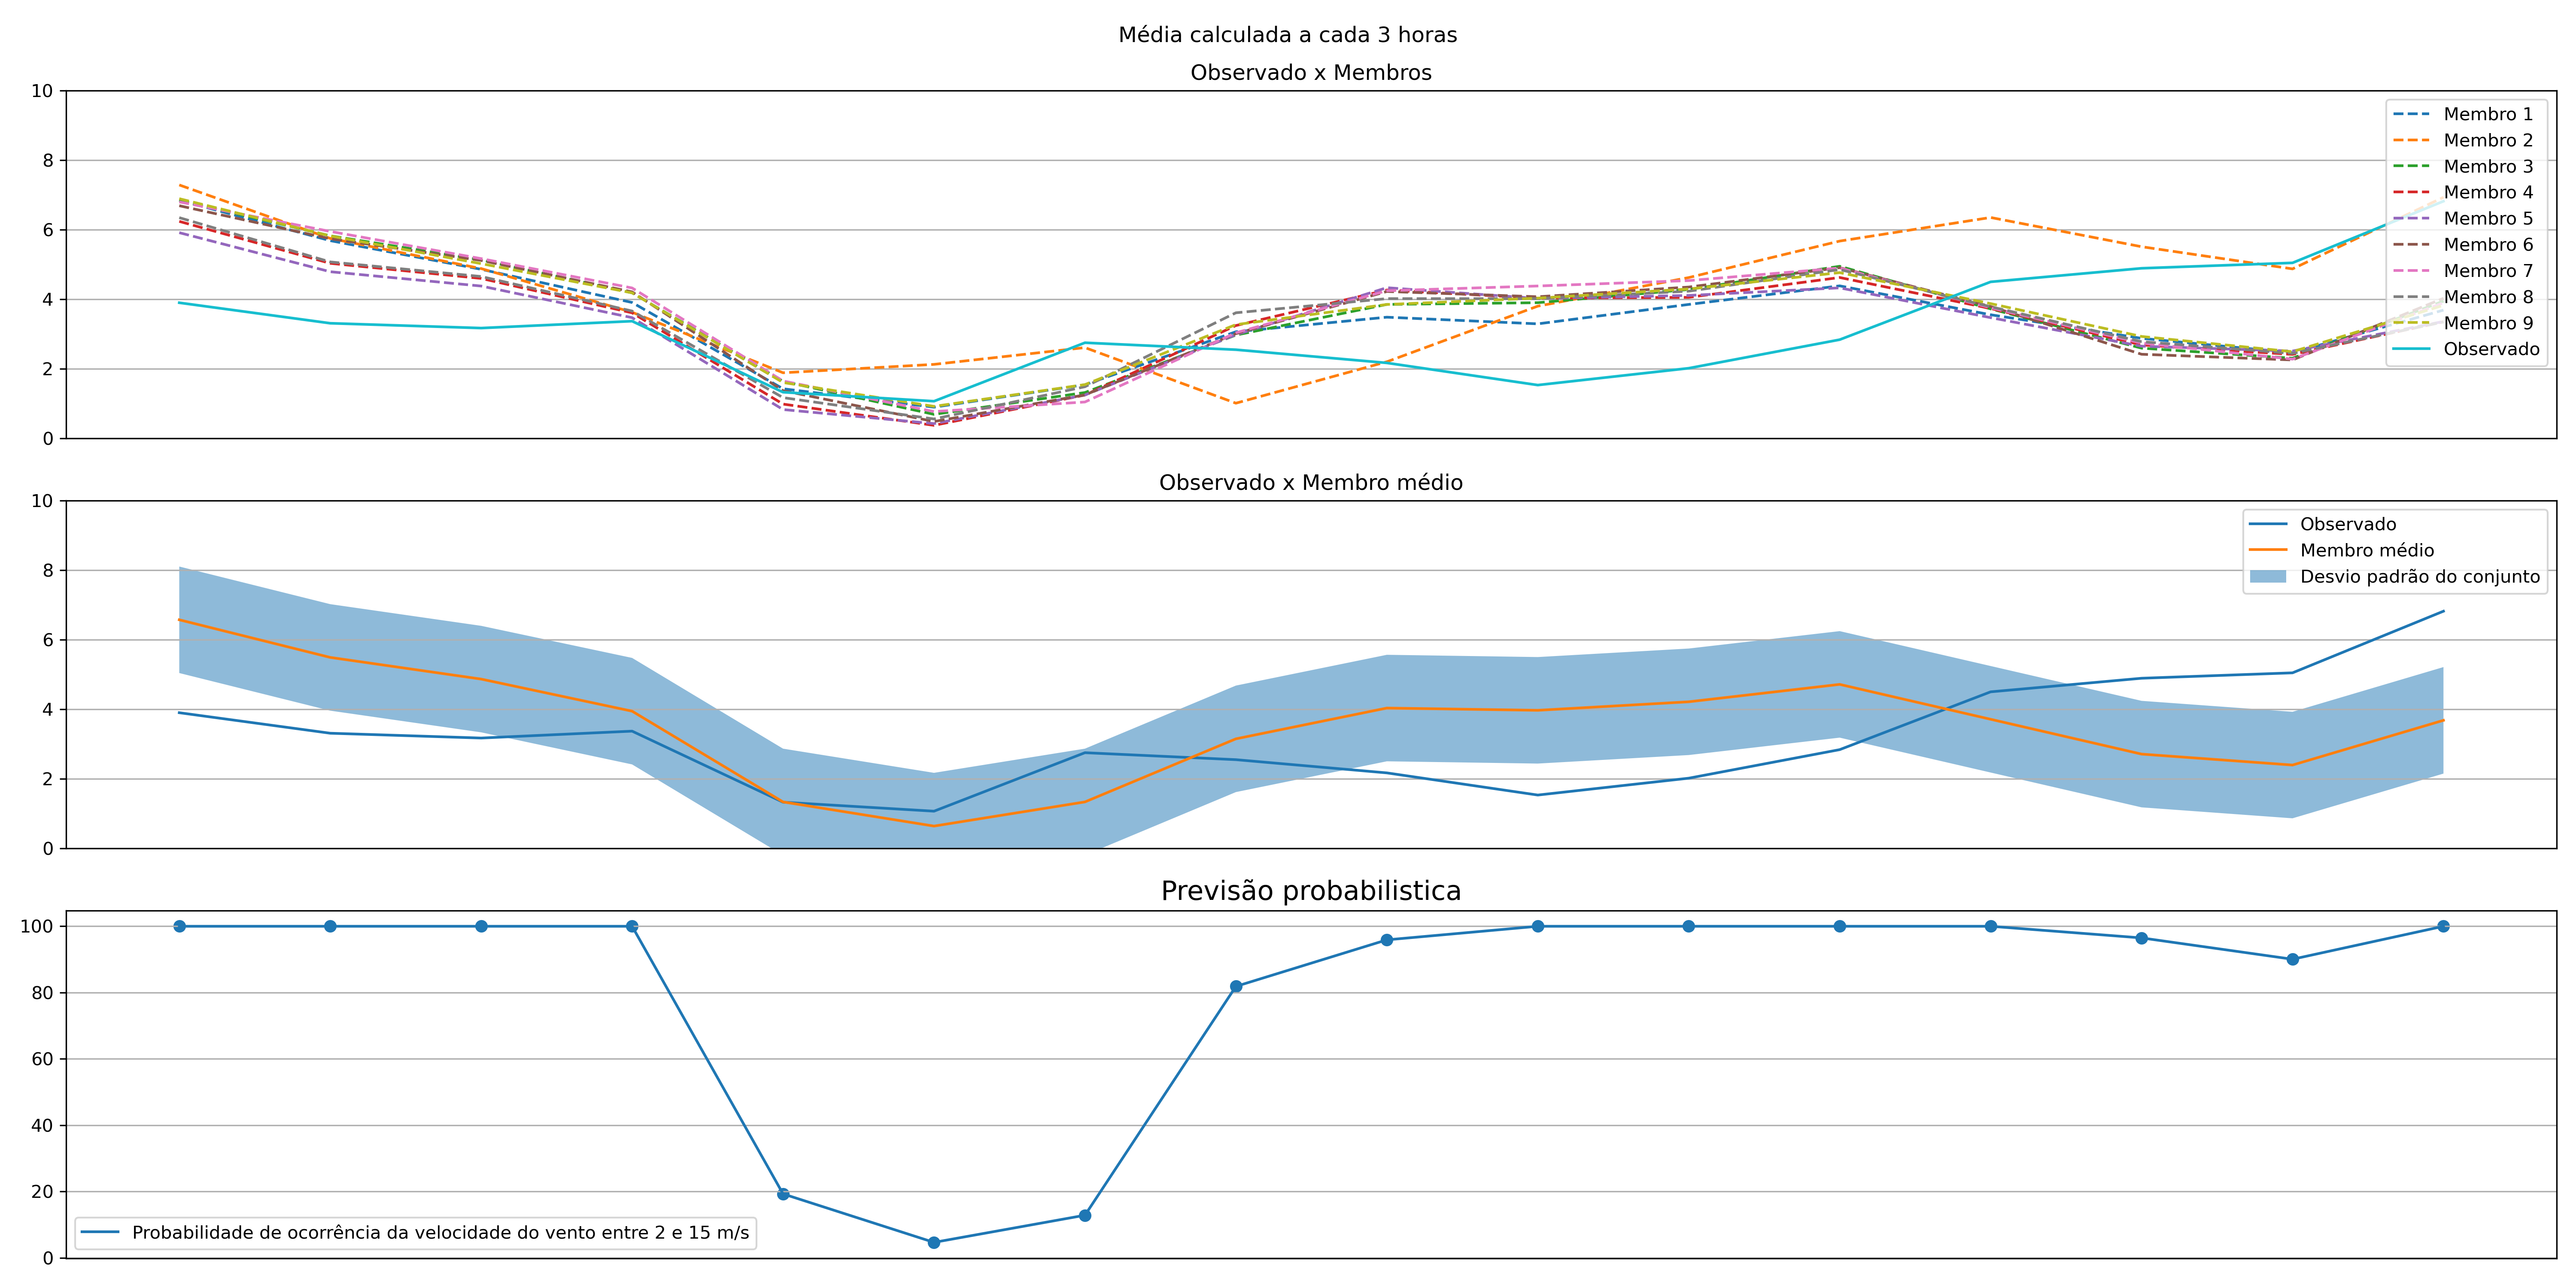 Média calculada a cada 3 horas
Observado x Membros
10
8
6
4
2
0
Membro 1
Membro 2
Membro 3
Membro 4
Membro 5
Membro 6
Membro 7
Membro 8
Membro 9
Observado
Observado x Membro médio
10
8
6
4
2
0
Observado
Membro médio
Desvio padrão do conjunto
Previsão probabilistica
100
80
60
40
20
0
Probabilidade de ocorrência da velocidade do vento entre 2 e 15 m/s